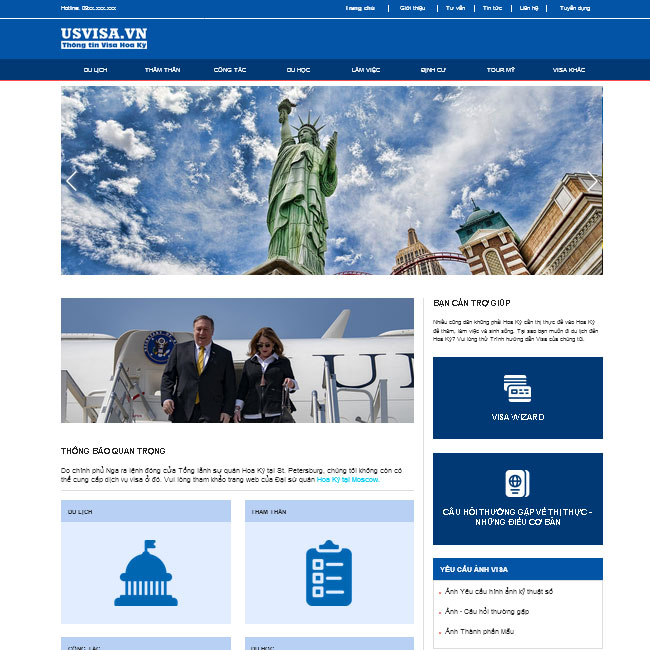 Hotline: 09xx.xxx.xxx
Trang chủ
Giới thiệu
Tư vấn
Tin tức
Liên hệ
Tuyển dụng
USVISA.VN
Thông tin Visa Hoa Kỳ
DU LỊCH
THĂM THÂN
CÔNG TÁC
DU HỌC
LÀM VIỆC
ĐỊNH CƯ
TOUR MỸ
VISA KHÁC
THÔNG BÁO QUAN TRỌNG
Do chính phủ Nga ra lệnh đóng cửa Tổng lãnh sự quán Hoa Kỳ tại St. Petersburg, chúng tôi không còn có
thể cung cấp dịch vụ visa ở đó. Vui lòng tham khảo trang web của Đại sứ quán Hoa Kỳ tại Moscow.
DU LỊCH
THĂM THÂN
CÔNG TÁC
DU HỌC
BẠN CẦN TRỢ GIÚP
Nhiều công dân không phải Hoa Kỳ cần thị thực để vào Hoa Kỳ
để thăm, làm việc và sinh sống. Tại sao bạn muốn đi du lịch đến
Hoa Kỳ? Vui lòng thử Trình hướng dẫn Visa của chúng tôi.
VISA WIZARD
CÂU HỎI THƯỜNG GẶP VỀ THỊ THỰC -
NHỮNG ĐIỀU CƠ BẢN
YÊU CẦU ẢNH VISA
Ảnh Yêu cầu hình ảnh kỹ thuật số
Ảnh - Câu hỏi thường gặp
Ảnh Thành phần Mẫu